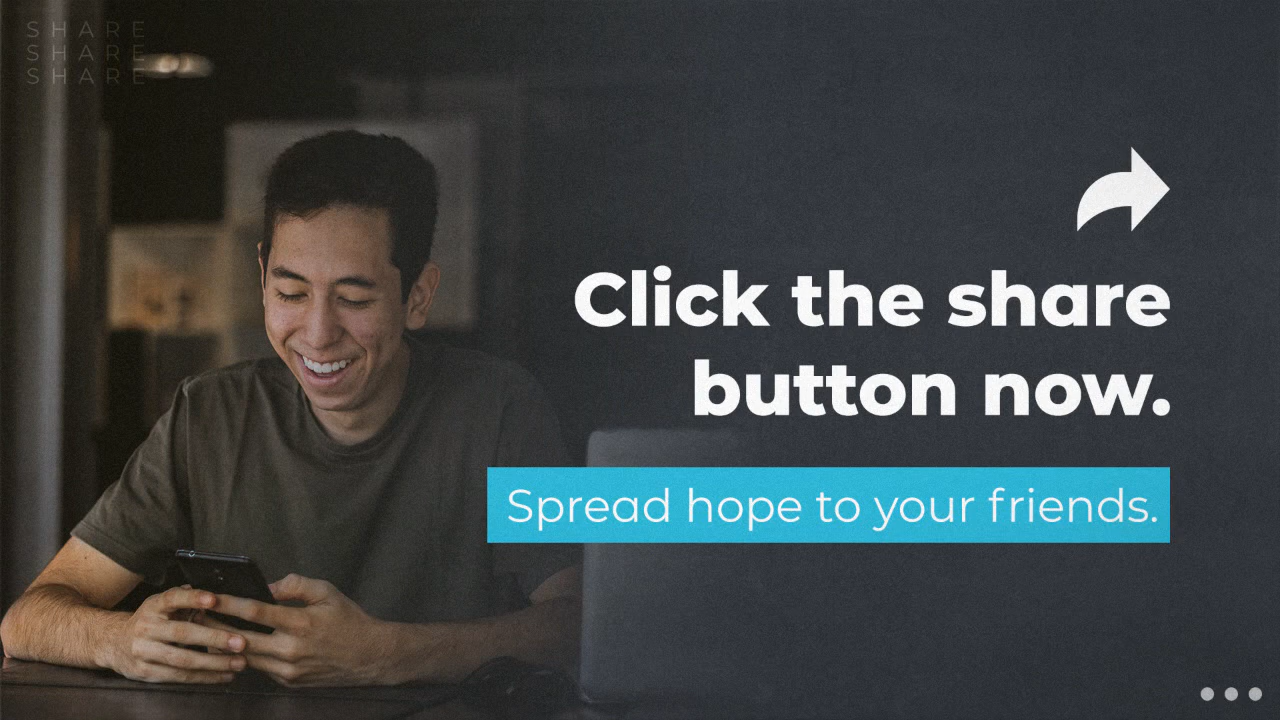 SHARE
SHARE
SHARE
Click the share
button now.
Spread hope to your friends.